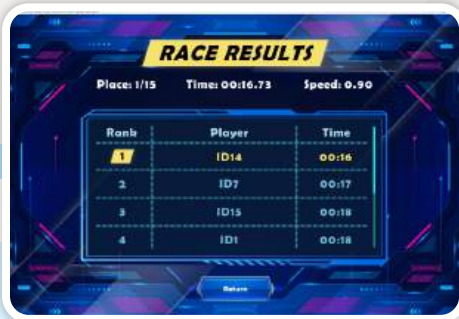 RACE RESULTS
Place: 1/15 Time: 00:16.73 Speed: 0.90
Rank Player Time
1 ID14 00:16
2 ID7 00:17
3 ID15 00:18
4 ID1 00:18
Return